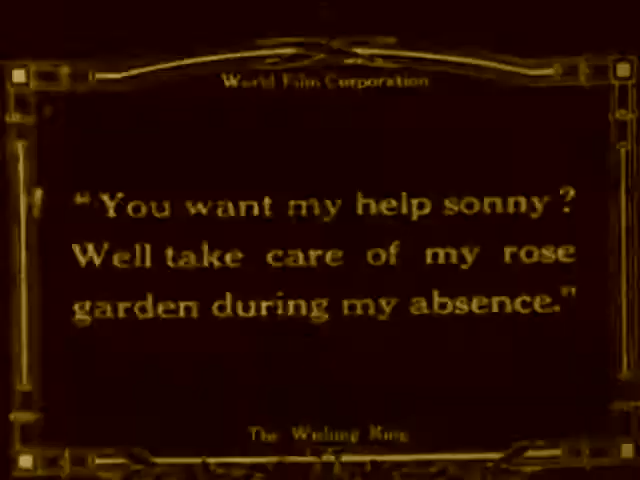 World Film Corporation
"You want my help sonny?
Well take care of my rose
garden during my absence."
The Wishing Ring